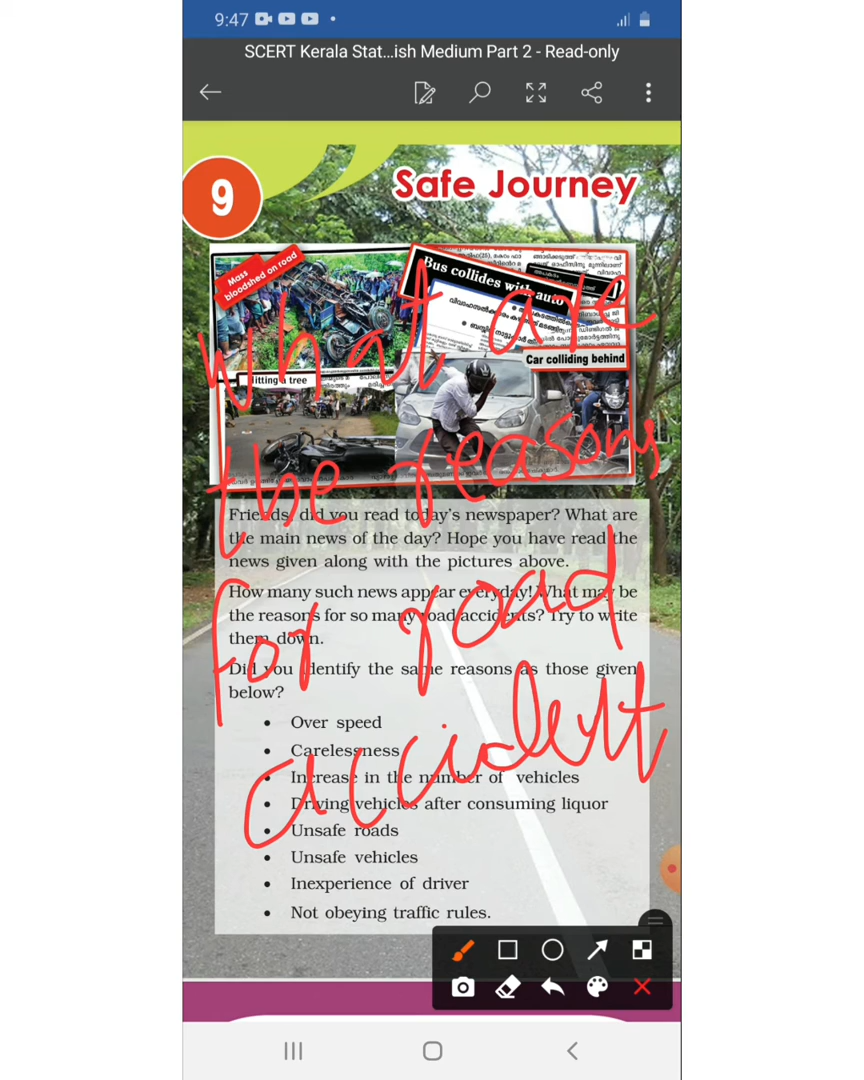 9:47
SCERT Kerala Stat...ish Medium Part 2 - Read-only
9
Safe Journey
Mass
bloodshed on road
Bus collides with auto
Car colliding behind
itting a tree
what are
the reasons
for road
accident
Friends, did you read today's newspaper? What are
the main news of the day? Hope you have read the
news given along with the pictures above.
How many such news appear everyday! What may be
the reasons for so many road accidents? Try to write
them down.
Did you identify the same reasons as those given
below?
• Over speed
• Carelessness
• Increase in the number of vehicles
• Driving vehicles after consuming liquor
• Unsafe roads
• Unsafe vehicles
• Inexperience of driver
• Not obeying traffic rules.